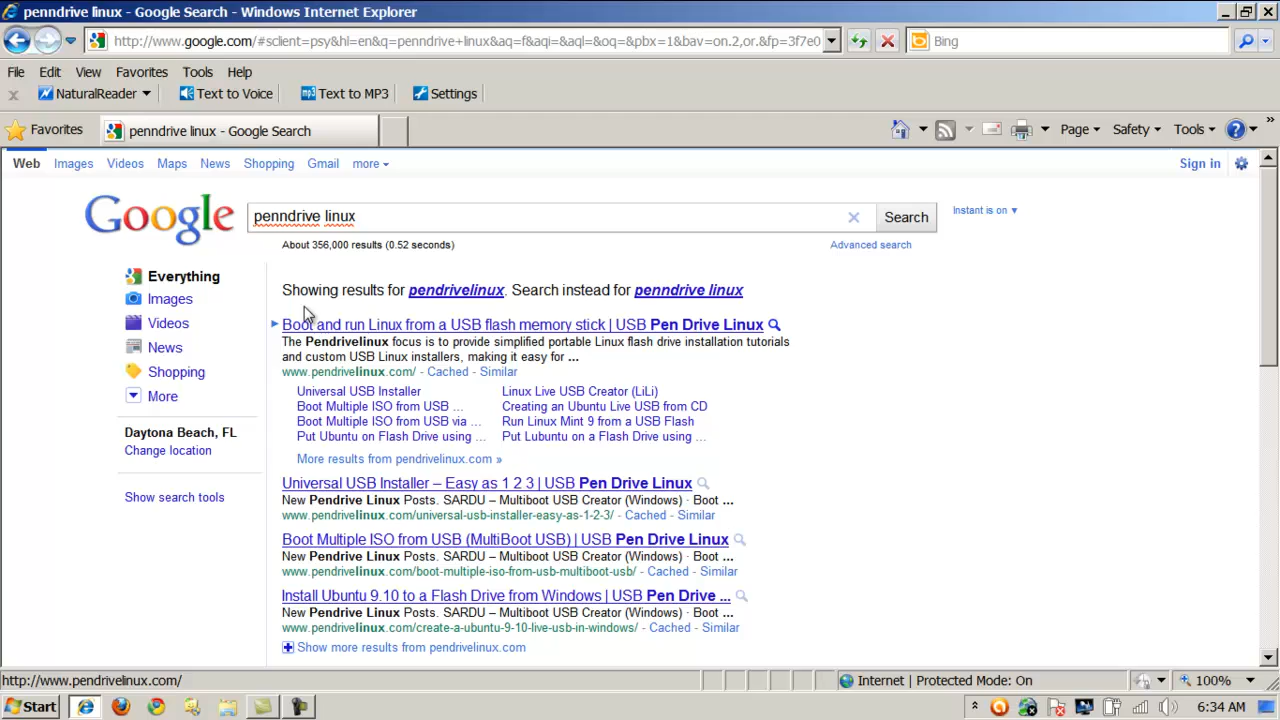 penndrive linux - Google Search - Windows Internet Explorer
http://www.google.com/#sclient=psy&hl=en&q=penndrive+linux&aq=f&aqi=&aql=&oq=&pbx=1&bav=on.2,or.&fp=3f7e0
Bing
File Edit View Favorites Tools Help
x NaturalReader Text to Voice mp3 Text to MP3 Settings
Favorites penndrive linux - Google Search Page Safety Tools
Web Images Videos Maps News Shopping Gmail more Sign in
Google penndrive linux Search Instant is on ▼
About 356,000 results (0.52 seconds) Advanced search
Everything
Images
Videos
News
Shopping
More
Daytona Beach, FL
Change location
Show search tools
Showing results for pendrivelinux. Search instead for penndrive linux
Boot and run Linux from a USB flash memory stick | USB Pen Drive Linux
The Pendrivelinux focus is to provide simplified portable Linux flash drive installation tutorials
and custom USB Linux installers, making it easy for ...
www.pendrivelinux.com/ - Cached - Similar
Universal USB Installer Linux Live USB Creator (LiLi)
Boot Multiple ISO from USB ... Creating an Ubuntu Live USB from CD
Boot Multiple ISO from USB via ... Run Linux Mint 9 from a USB Flash
Put Ubuntu on Flash Drive using ... Put Lubuntu on a Flash Drive using ...
More results from pendrivelinux.com »
Universal USB Installer – Easy as 1 2 3 | USB Pen Drive Linux
New Pendrive Linux Posts. SARDU – Multiboot USB Creator (Windows) · Boot ...
www.pendrivelinux.com/universal-usb-installer-easy-as-1-2-3/ - Cached - Similar
Boot Multiple ISO from USB (MultiBoot USB) | USB Pen Drive Linux
New Pendrive Linux Posts. SARDU – Multiboot USB Creator (Windows) · Boot ...
www.pendrivelinux.com/boot-multiple-iso-from-usb-multiboot-usb/ - Cached - Similar
Install Ubuntu 9.10 to a Flash Drive from Windows | USB Pen Drive ...
New Pendrive Linux Posts. SARDU – Multiboot USB Creator (Windows) · Boot ...
www.pendrivelinux.com/create-a-ubuntu-9-10-live-usb-in-windows/ - Cached - Similar
Show more results from pendrivelinux.com
http://www.pendrivelinux.com/ Internet | Protected Mode: On 100%
Start 6:34 AM